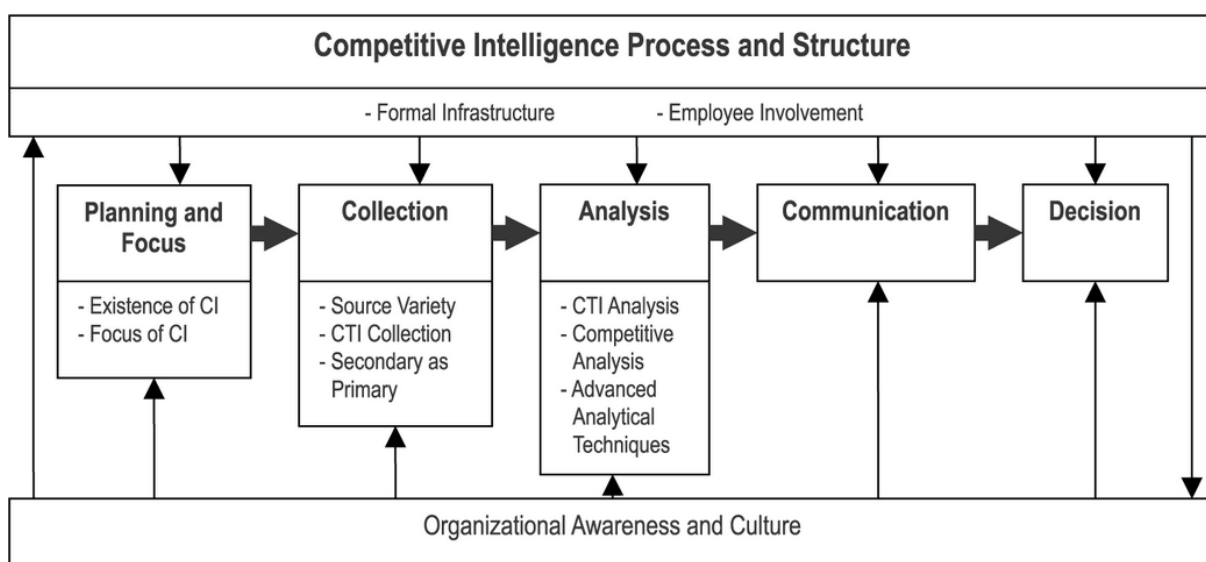 Competitive Intelligence Process and Structure
- Formal Infrastructure - Employee Involvement
Planning and
Focus
- Existence of CI
- Focus of CI
Collection
- Source Variety
- CTI Collection
- Secondary as
Primary
Analysis
- CTI Analysis
- Competitive
Analysis
- Advanced
Analytical
Techniques
Communication
Decision
Organizational Awareness and Culture